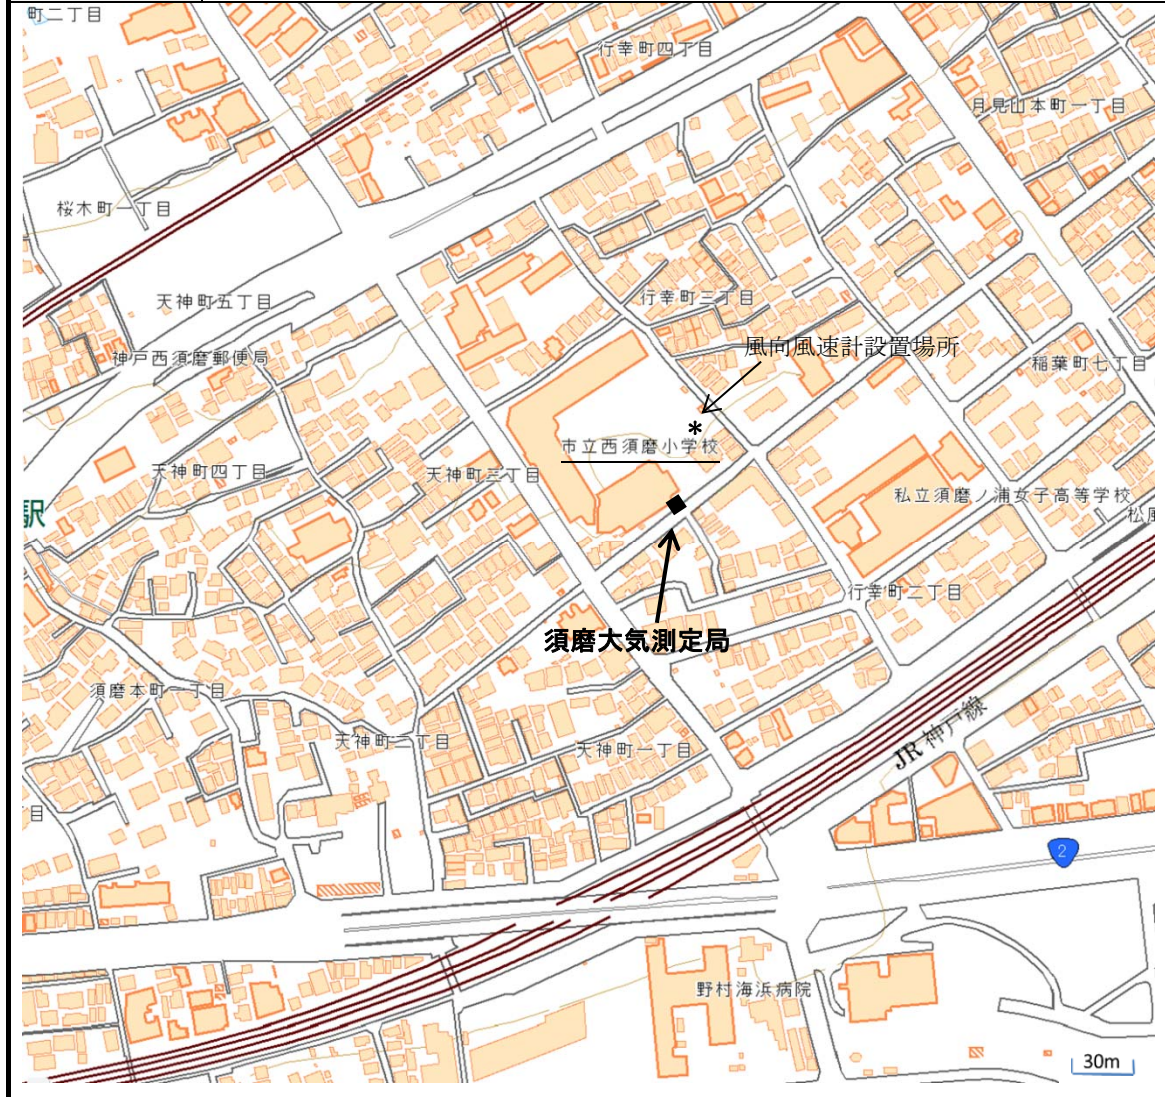 町二丁目
行幸町四丁目
月見山本町一丁目
桜木町一丁目
天神町五丁目
行幸町三丁目
風向風速計設置場所
神戸西須磨郵便局
稲葉町七丁目
*
市立西須磨小学校
天神町四丁目
天神町三丁目
私立須磨ノ浦女子高等学校
駅
松風
行幸町二丁目
須磨大気測定局
須磨本町一丁目
天神町二丁目
天神町一丁目
JR 神戸線
目
2
野村海浜病院
30m